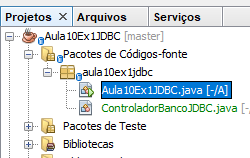 Projetos × Arquivos Serviços
Aula10Ex1JDBC [master]
Pacotes de Códigos-fonte
aula10ex1jdbc
Aula10Ex1JDBC.java [-/A]
ControladorBancoJDBC.java [-/A]
Pacotes de Teste
Bibliotecas